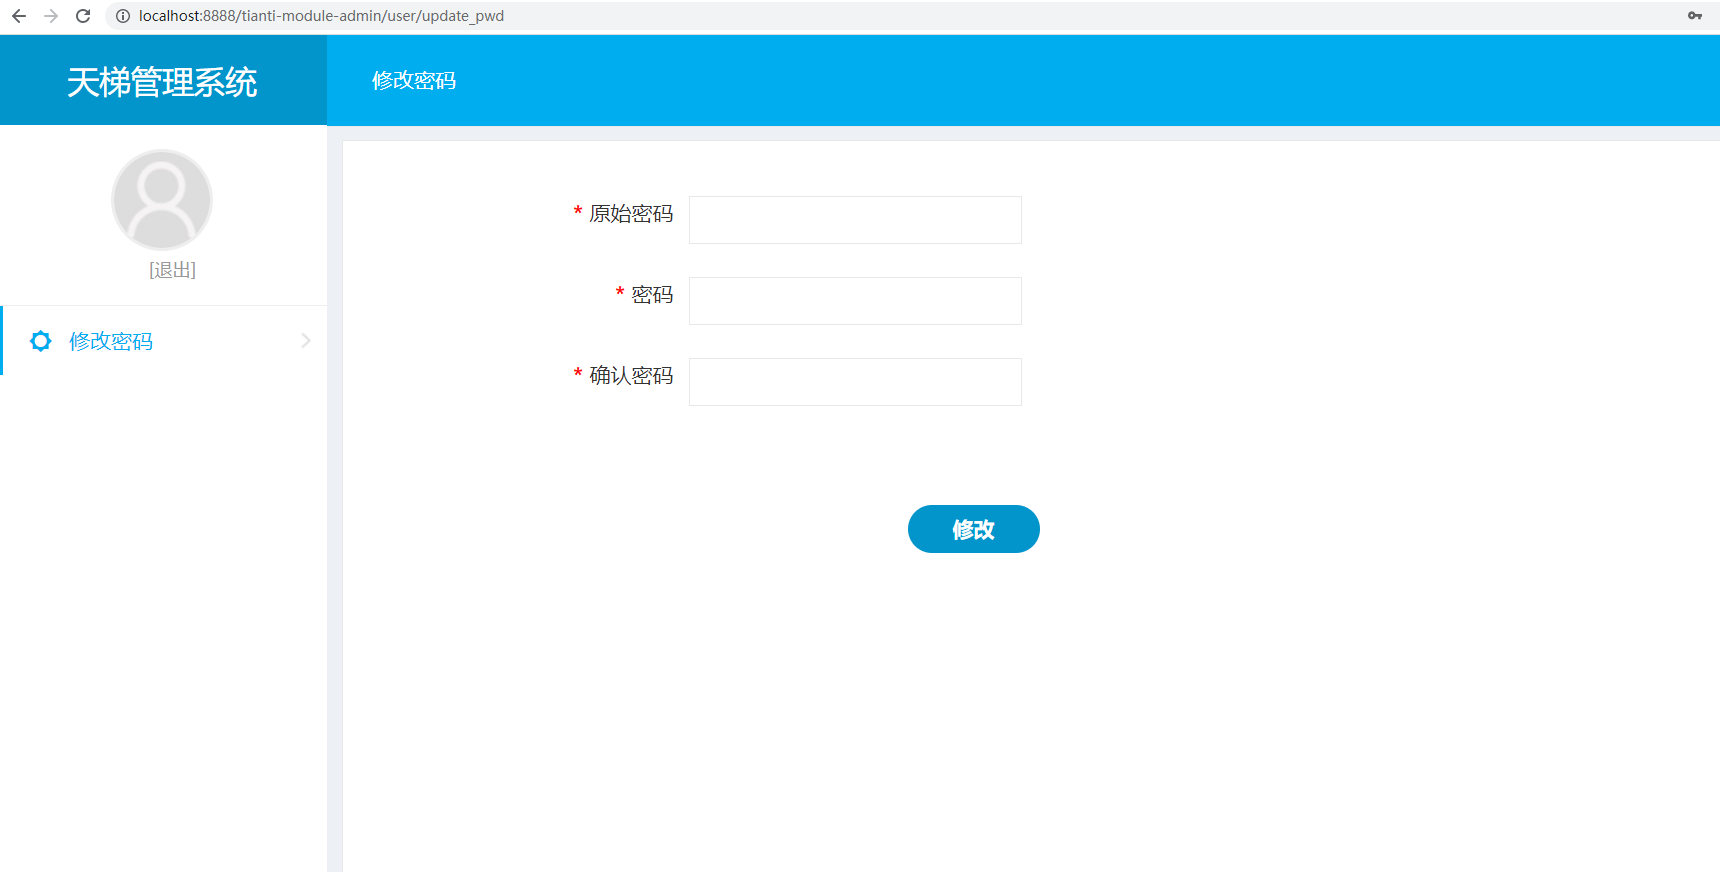 localhost:8888/tianti-module-admin/user/update_pwd
天梯管理系统
修改密码
[退出]
修改密码
* 原始密码
* 密码
* 确认密码
修改